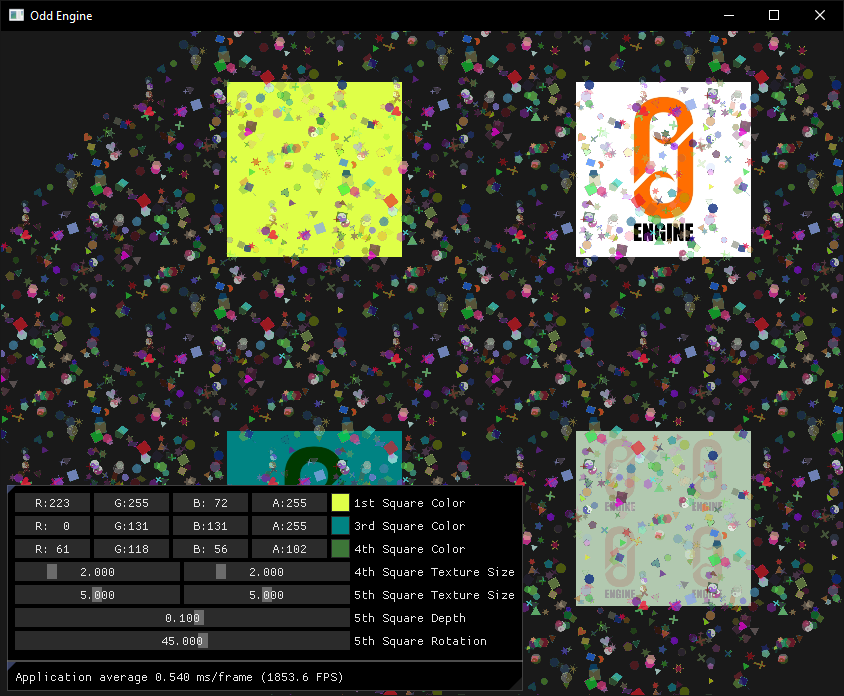 Odd Engine
ENGINE
R:223 G:255 B: 72 A:255 1st Square Color
R: 0 G:131 B:131 A:255 3rd Square Color
R: 61 G:118 B: 56 A:102 4th Square Color
2.000 2.000 4th Square Texture Size
5.000 5.000 5th Square Texture Size
0.100 5th Square Depth
45.000 5th Square Rotation
ENGINE ENGINE
ENGINE ENGINE
Application average 0.540 ms/frame (1853.6 FPS)